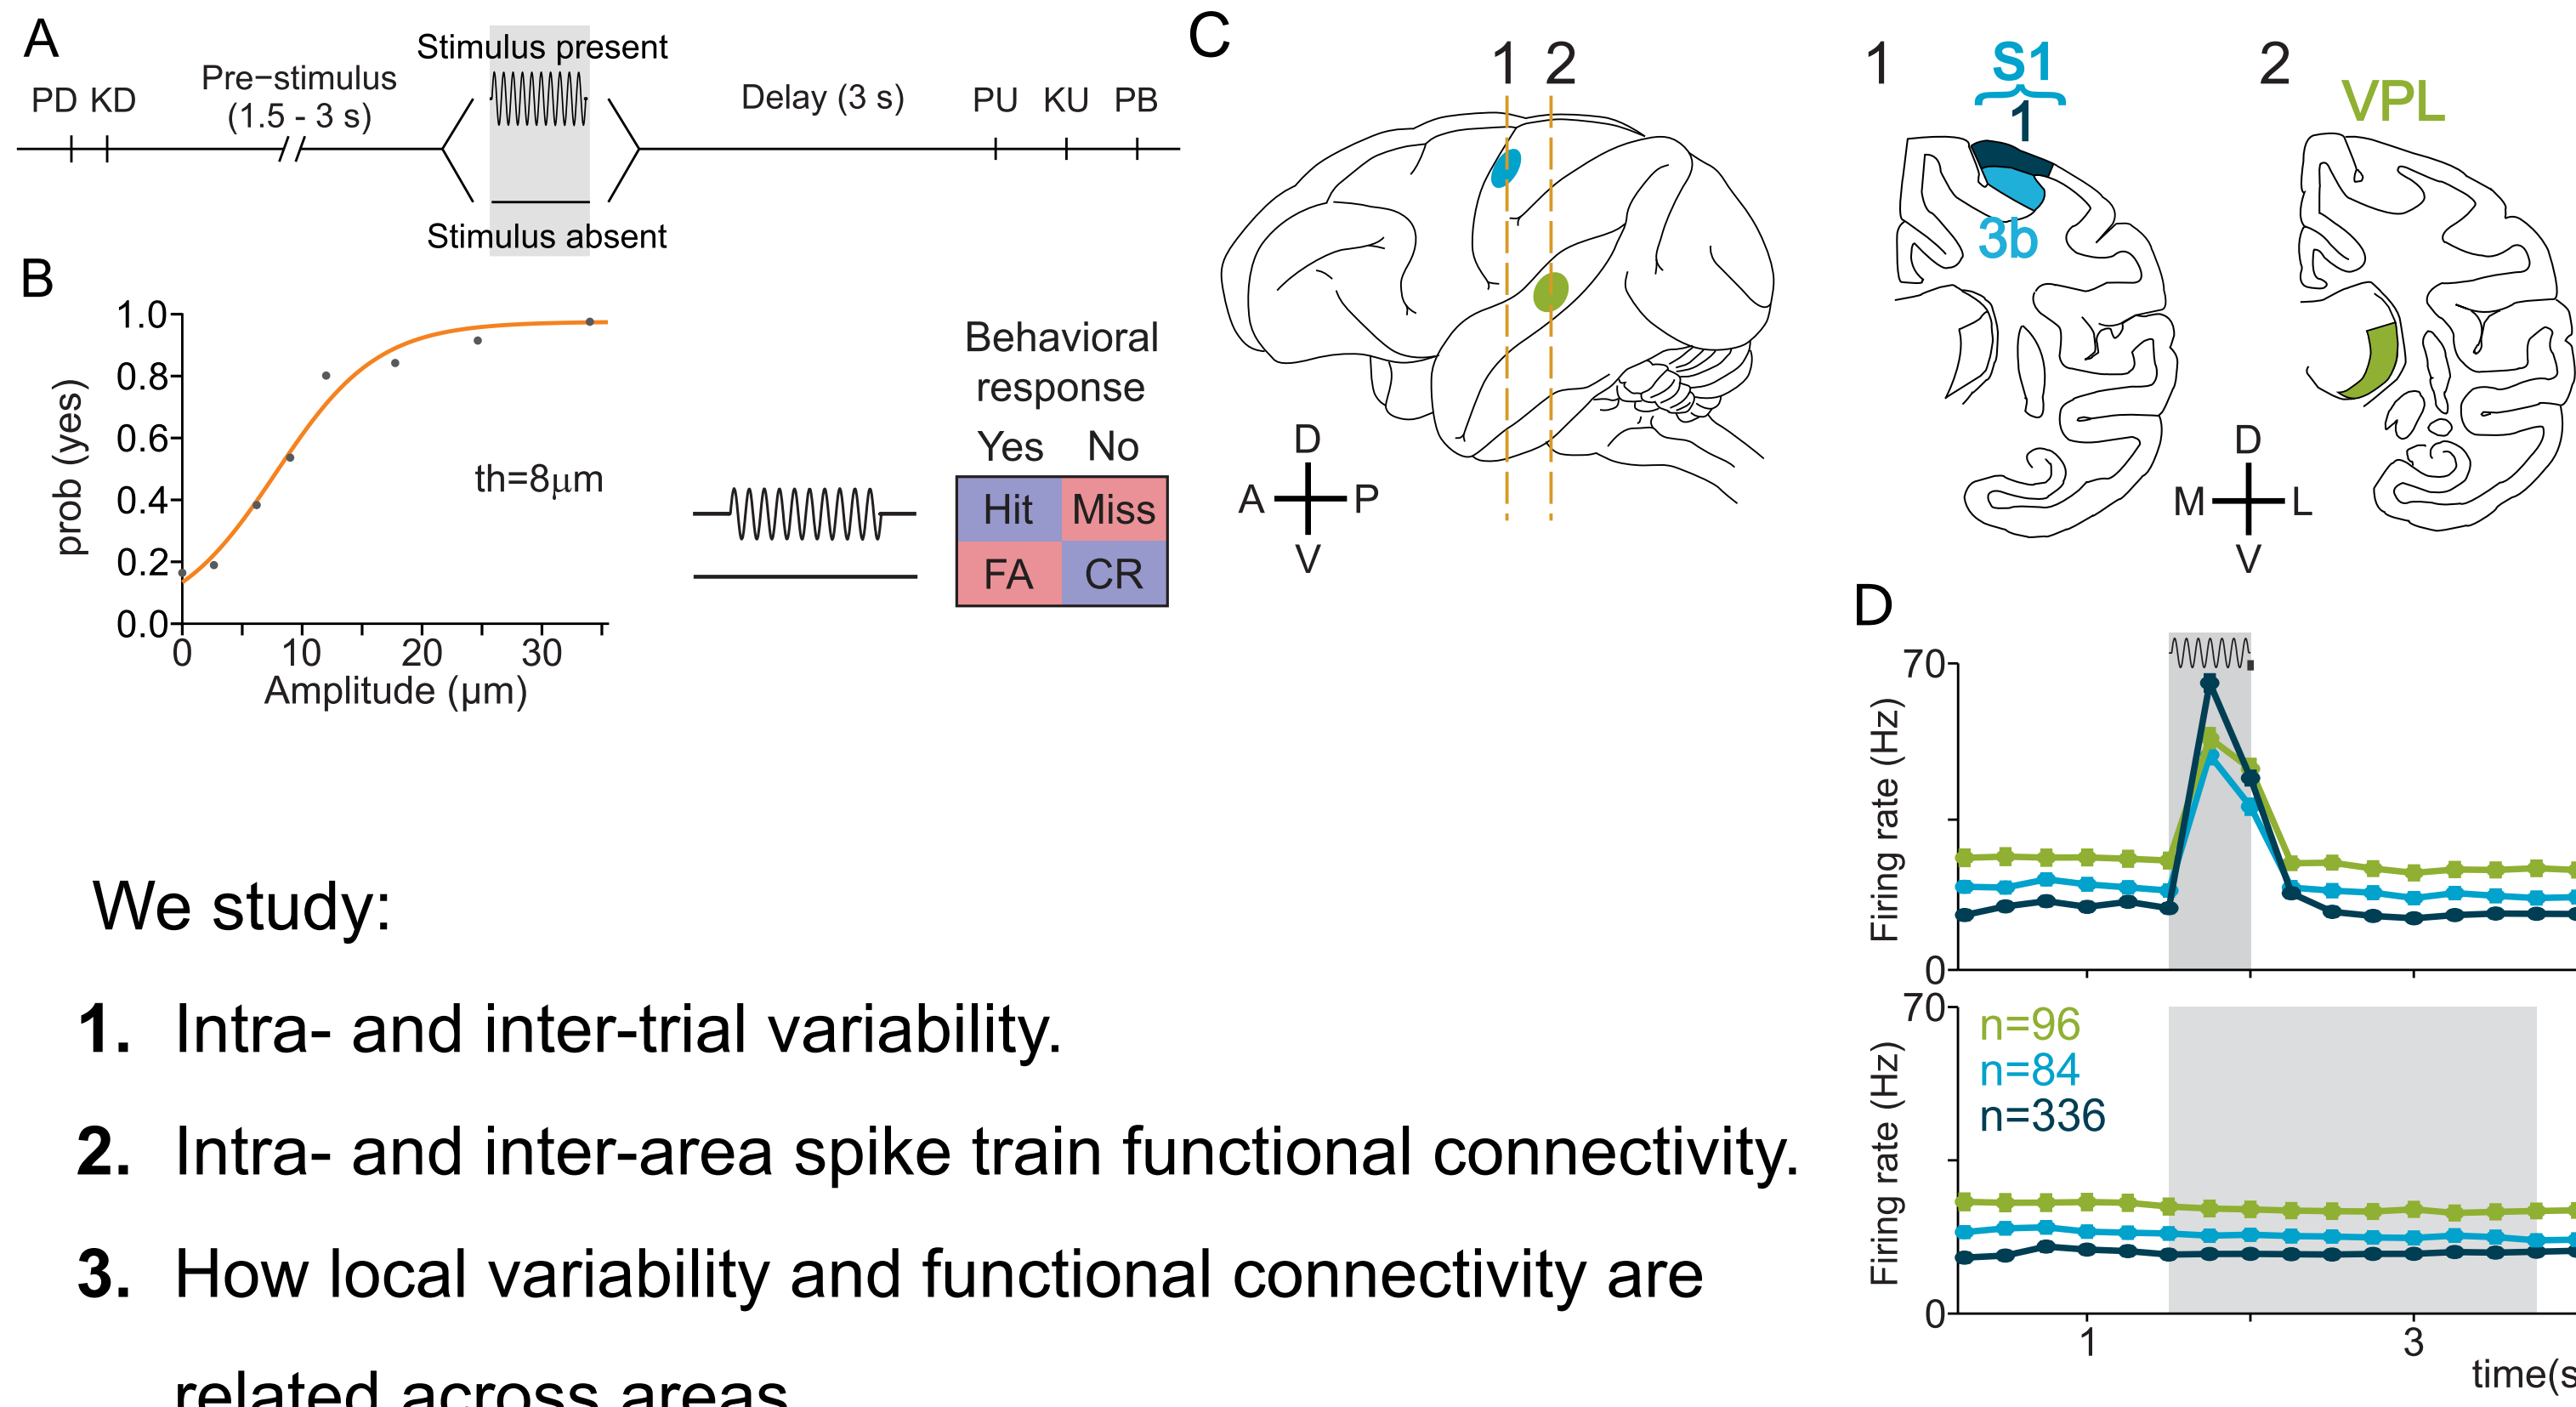 A
Stimulus present
PD KD
Pre−stimulus
(1.5 - 3 s)
Delay (3 s)
PU KU PB
Stimulus absent
B
1.0
0.8
0.6
0.4
0.2
0.0
prob (yes)
0 10 20 30
Amplitude (μm)
th=8μm
Behavioral
response
Yes No
Hit Miss
FA CR
C
1 2
D
A P
V
1
S1
1
3b
2
VPL
D
M L
V
D
70
0
Firing rate (Hz)
70
0
Firing rate (Hz)
n=96
n=84
n=336
1 3
time(s
We study:
1. Intra- and inter-trial variability.
2. Intra- and inter-area spike train functional connectivity.
3. How local variability and functional connectivity are
related across areas